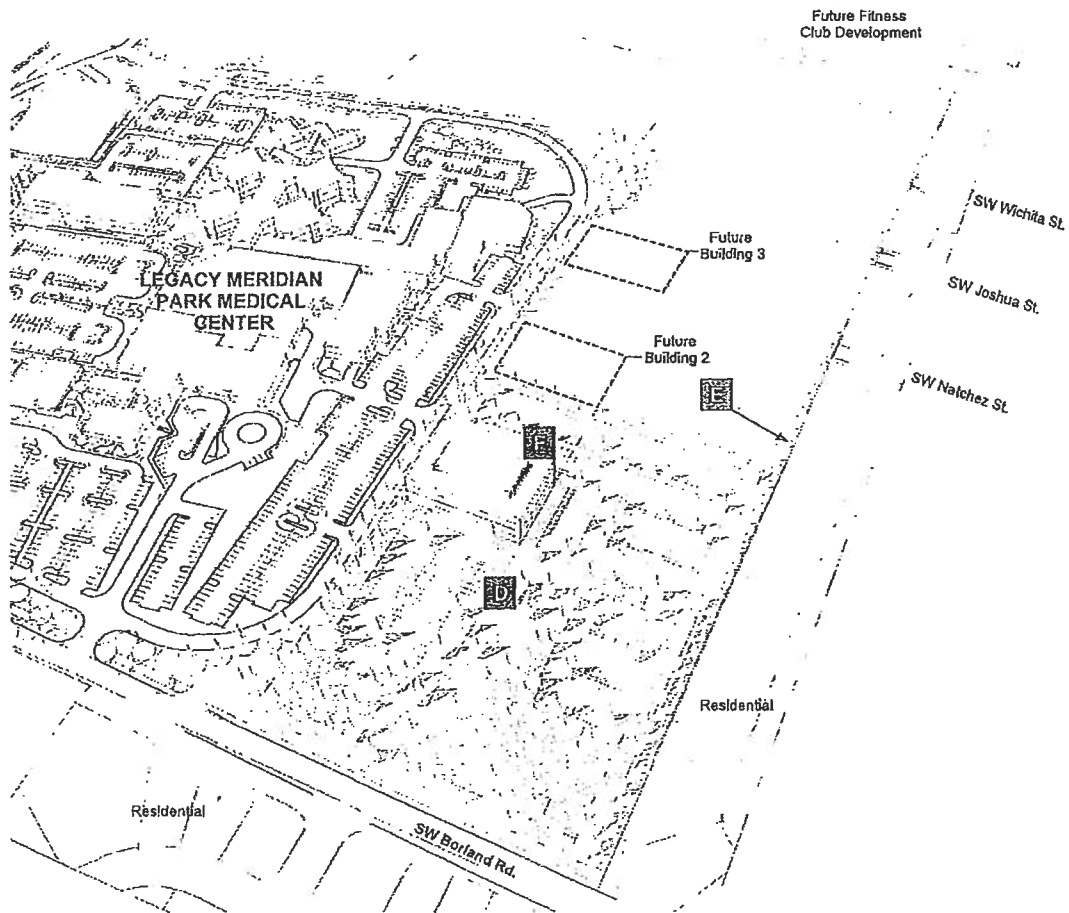 Future Fitness
Club Development
SW Wichita St.
Future
Building 3
LEGACY MERIDIAN
PARK MEDICAL
CENTER
SW Joshua St.
Future
Building 2
SW Natchez St.
E
F
D
Residential
Residential
SW Borland Rd.